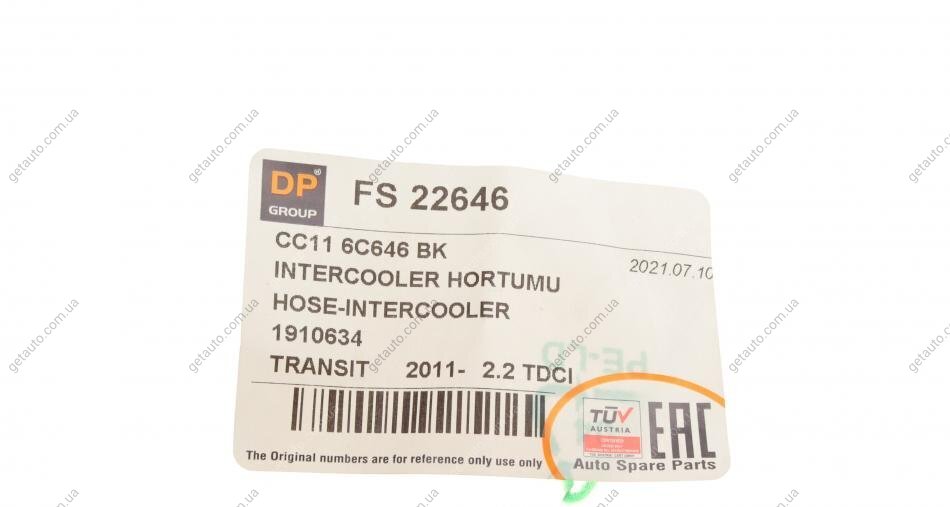 DP®
GROUP
FS 22646
CC11 6C646 BK
2021.07.10
INTERCOOLER HORTUMU
HOSE-INTERCOOLER
1910634
TRANSIT 2011- 2.2 TDCI
TÜV
AUSTRIA
EAC
The Original numbers are for reference only use only
Auto Spare Parts
getauto.com.ua